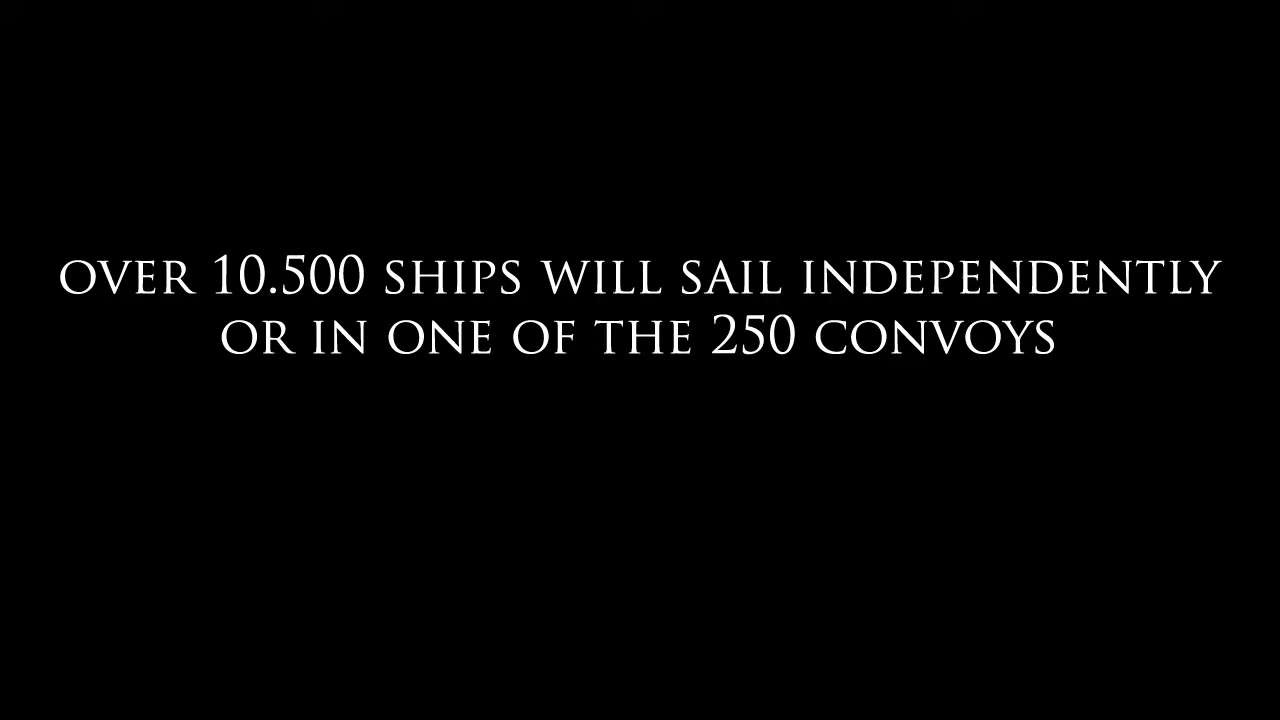 OVER 10.500 SHIPS WILL SAIL INDEPENDENTLY
OR IN ONE OF THE 250 CONVOYS